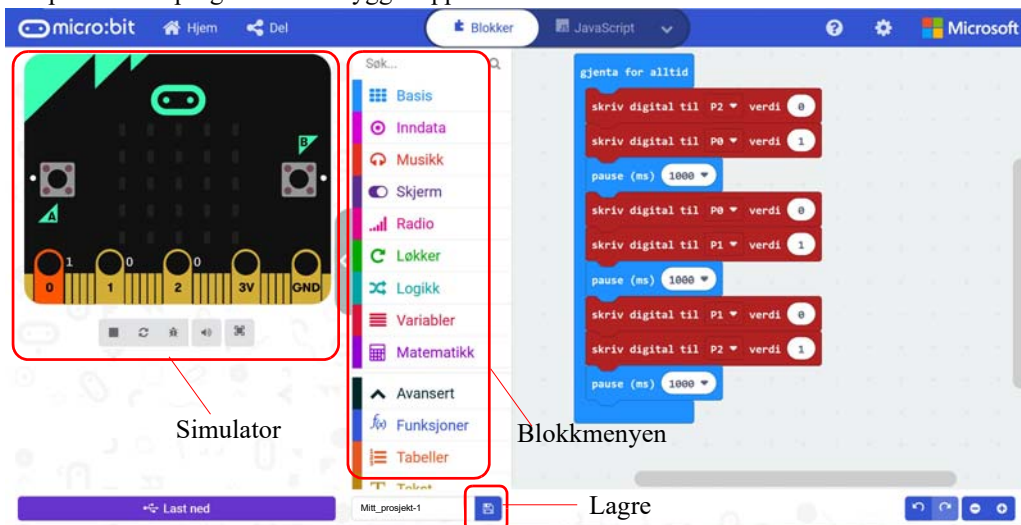 micro:bit Hjem Del Blokker JavaScript Microsoft
Søk...
Basis
Inndata
Musikk
Skjerm
Radio
Løkker
Logikk
Variabler
Matematikk
Avansert
Funksjoner
Tabeller
gjenta for alltid
skriv digital til P2 verdi 0
skriv digital til P0 verdi 1
pause (ms) 1000
skriv digital til P0 verdi 0
skriv digital til P1 verdi 1
pause (ms) 1000
skriv digital til P1 verdi 0
skriv digital til P2 verdi 1
pause (ms) 1000
B
A
1 0 0
0 1 2 3V GND
Simulator
Blokkmenyen
Last ned
Mitt_prosjekt-1
Lagre